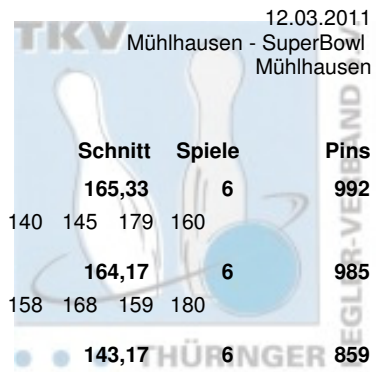 TKV
12.03.2011
Mühlhausen - SuperBowl
Mühlhausen
Schnitt Spiele Pins
165,33 6 992
140 145 179 160
164,17 6 985
158 168 159 180
143,17 6 859
THÜRINGER